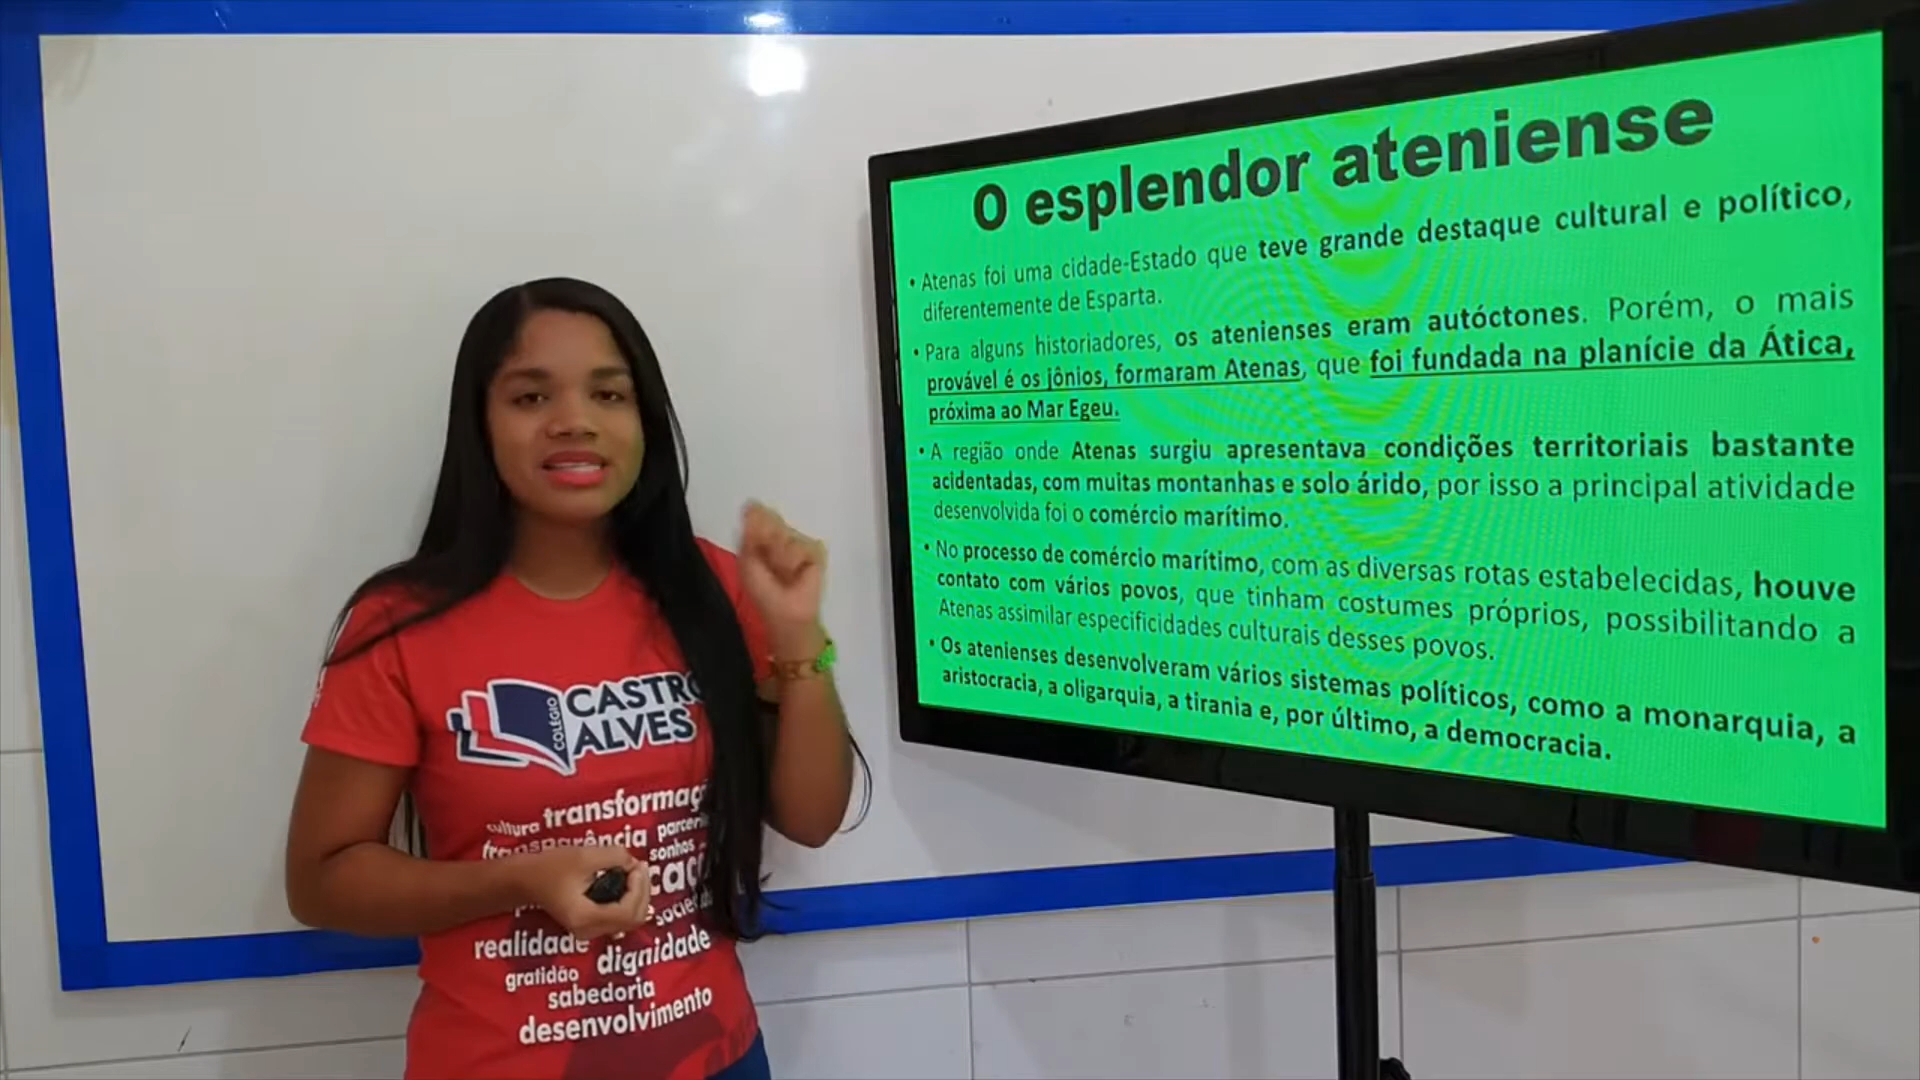 O esplendor ateniense
• Atenas foi uma cidade-Estado que teve grande destaque cultural e político,
diferentemente de Esparta.
• Para alguns historiadores, os atenienses eram autóctones. Porém, o mais
provável é os jônios, formaram Atenas, que foi fundada na planície da Ática,
próxima ao Mar Egeu.
• A região onde Atenas surgiu apresentava condições territoriais bastante
acidentadas, com muitas montanhas e solo árido, por isso a principal atividade
desenvolvida foi o comércio marítimo.
• No processo de comércio marítimo, com as diversas rotas estabelecidas, houve
contato com vários povos, que tinham costumes próprios, possibilitando a
Atenas assimilar especificidades culturais desses povos.
• Os atenienses desenvolveram vários sistemas políticos, como a monarquia, a
aristocracia, a oligarquia, a tirania e, por último, a democracia.
COLÉGIO
CASTRO
ALVES
cultura transformaç
transparência parceri
sonhos
caç
socied
realidade dignidade
gratidão
sabedoria
desenvolvimento